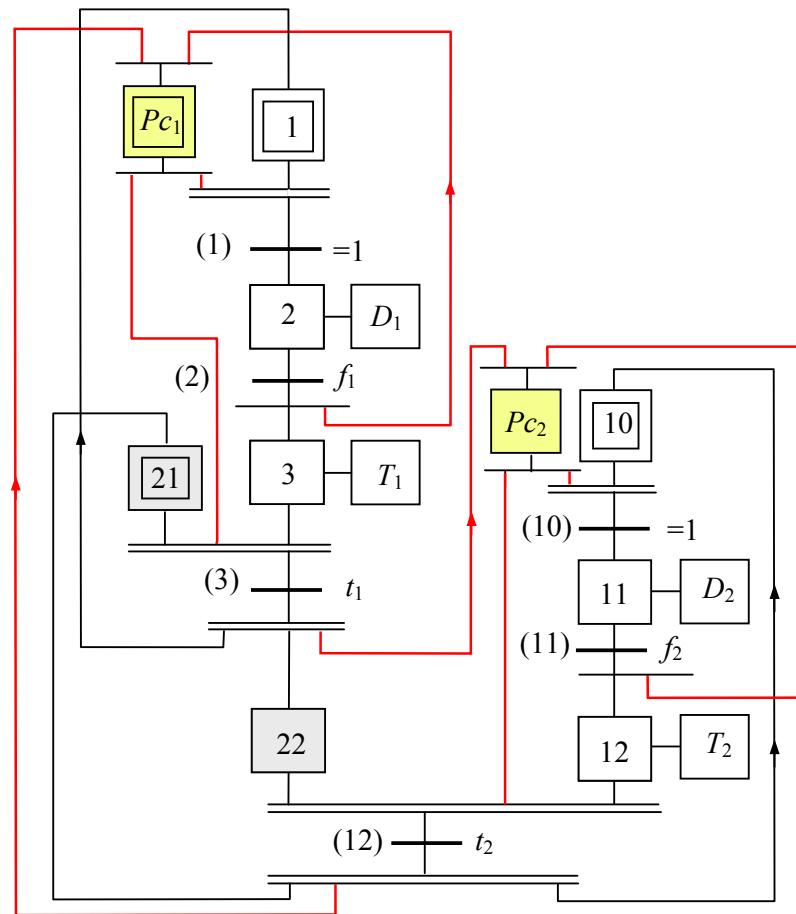 Pc₁
1
(1)
=1
2
D₁
(2)
f₁
3
T₁
21
(3)
t₁
Pc₂
10
(10)
=1
11
D₂
(11)
f₂
22
12
T₂
(12)
t₂